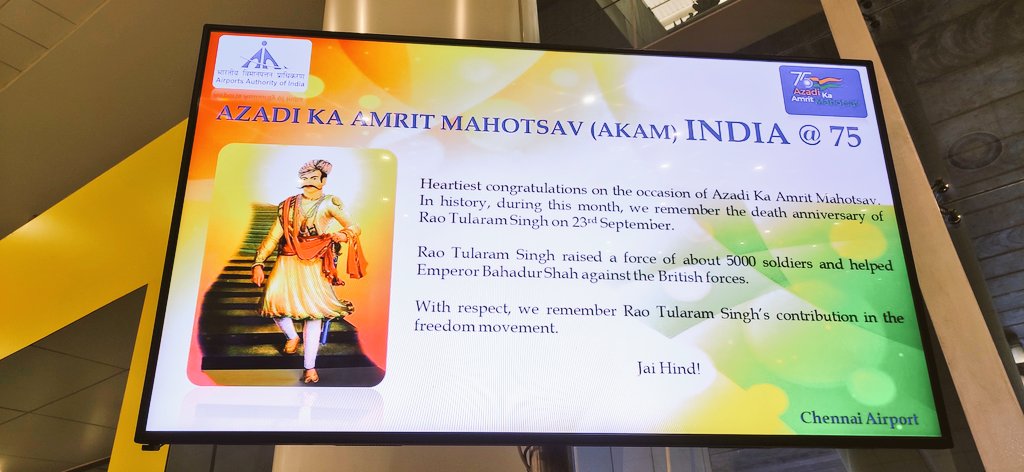 भारतीय विमानपत्तन प्राधिकरण
Airports Authority of India
75
Azadi Ka
Amrit Mahotsav
AZADI KA AMRIT MAHOTSAV (AKAM) INDIA @ 75
Heartiest congratulations on the occasion of Azadi Ka Amrit Mahotsav.
In history, during this month, we remember the death anniversary of
Rao Tularam Singh on 23rd September.
Rao Tularam Singh raised a force of about 5000 soldiers and helped
Emperor Bahadur Shah against the British forces.
With respect, we remember Rao Tularam Singh's contribution in the
freedom movement.
Jai Hind!
Chennai Airport